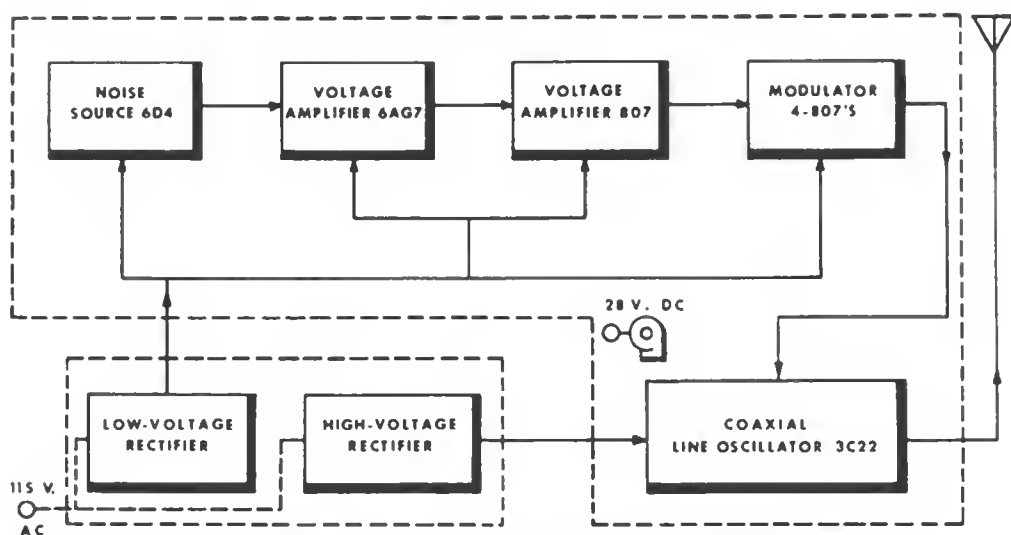 NOISE
SOURCE 6D4
VOLTAGE
AMPLIFIER 6AG7
VOLTAGE
AMPLIFIER 807
MODULATOR
4-807'S
28 V. DC
LOW-VOLTAGE
RECTIFIER
HIGH-VOLTAGE
RECTIFIER
COAXIAL
LINE OSCILLATOR 3C22
115 V.
AC